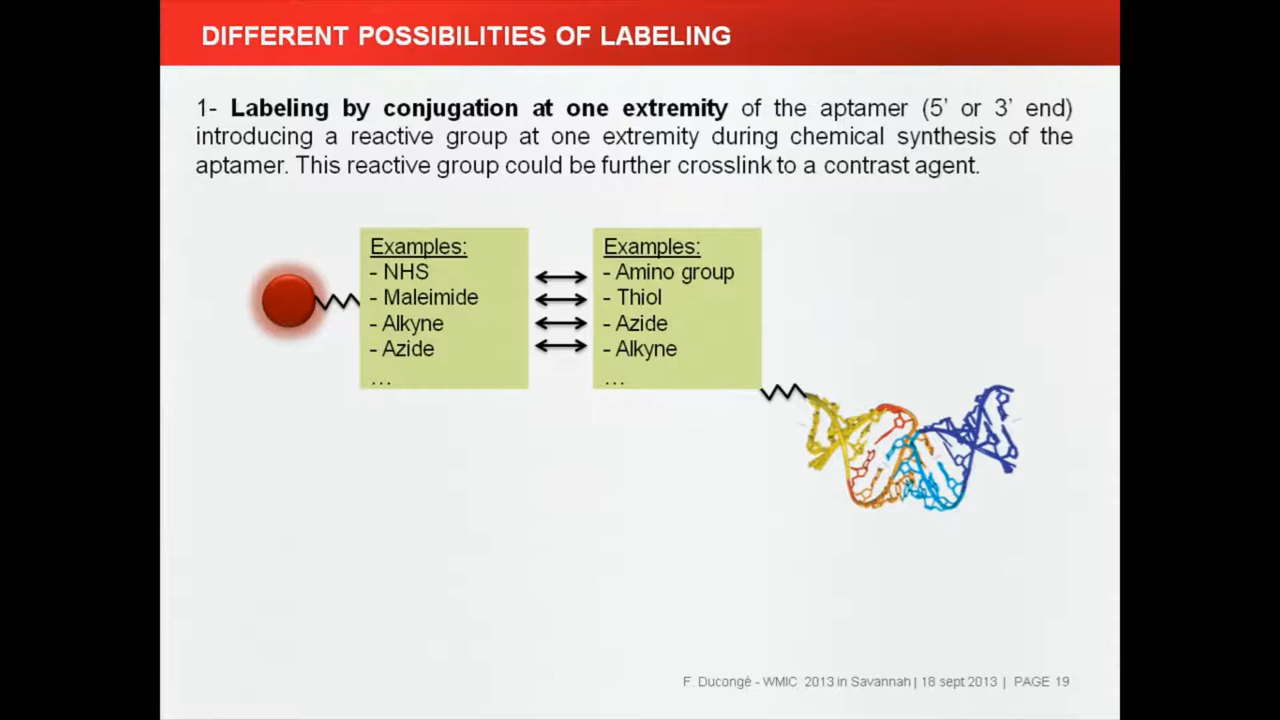 DIFFERENT POSSIBILITIES OF LABELING
1- Labeling by conjugation at one extremity of the aptamer (5’ or 3’ end)
introducing a reactive group at one extremity during chemical synthesis of the
aptamer. This reactive group could be further crosslink to a contrast agent.
Examples:
- NHS
- Maleimide
- Alkyne
- Azide
...
Examples:
- Amino group
- Thiol
- Azide
- Alkyne
...
F. Ducongé - WMIC 2013 in Savannah | 18 sept 2013 | PAGE 19